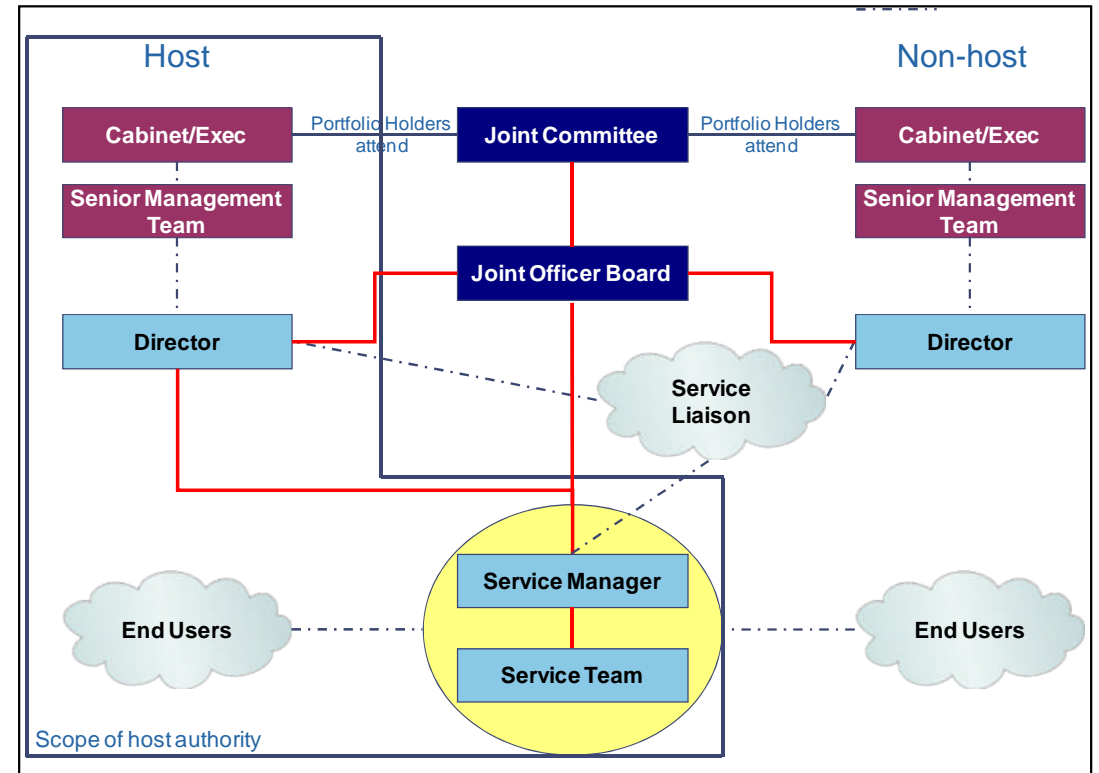 Host
Non-host
Cabinet/Exec
Portfolio Holders
attend
Joint Committee
Portfolio Holders
attend
Cabinet/Exec
Senior Management
Team
Senior Management
Team
Joint Officer Board
Director
Director
Service
Liaison
Service Manager
End Users
End Users
Service Team
Scope of host authority